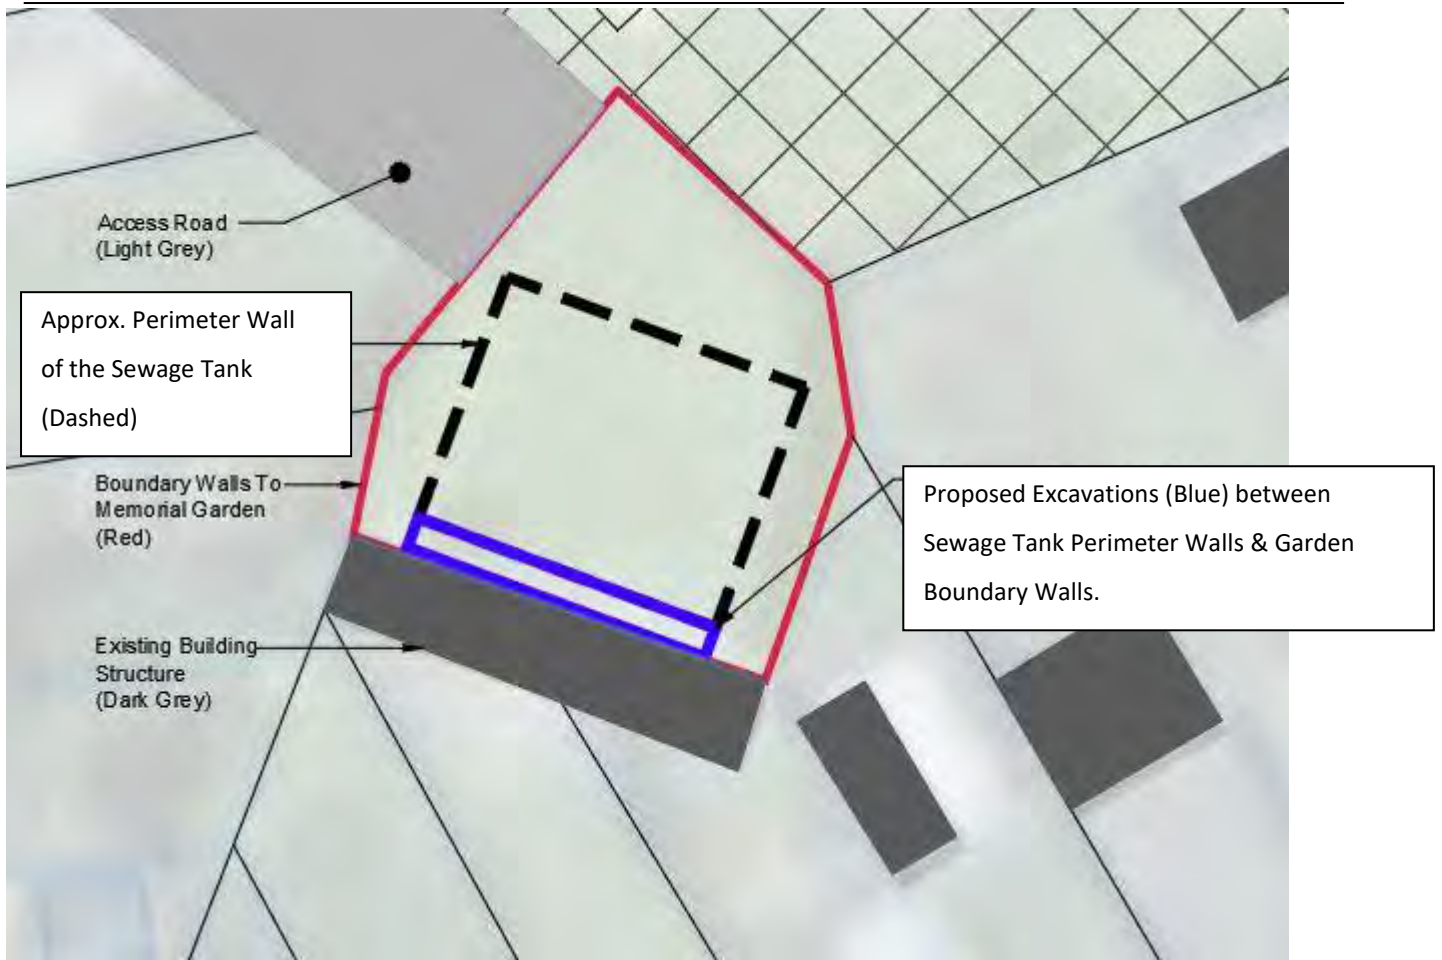 Access Road
(Light Grey)
Approx. Perimeter Wall
of the Sewage Tank
(Dashed)
Boundary Walls To
Memorial Garden
(Red)
Proposed Excavations (Blue) between
Sewage Tank Perimeter Walls & Garden
Boundary Walls.
Existing Building
Structure
(Dark Grey)